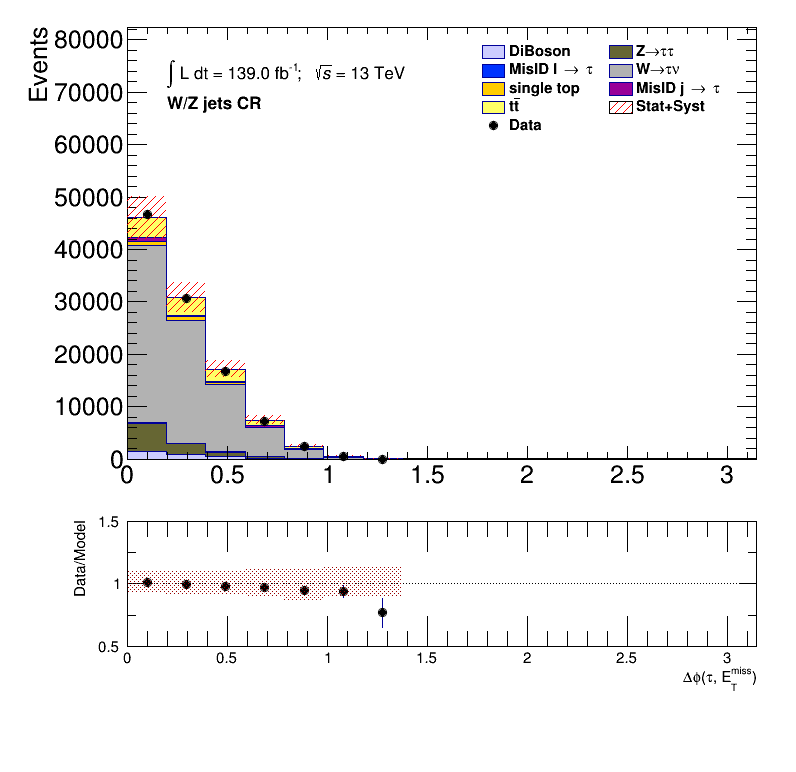 Events
80000
70000
60000
50000
40000
30000
20000
10000
0
∫ L dt = 139.0 fb⁻¹; √s = 13 TeV
W/Z jets CR
DiBoson
MisID l → τ
single top
tt̄
Data
Z→ττ
W→τν
MisID j → τ
Stat+Syst
0 0.5 1 1.5 2 2.5 3
Data/Model
1.5
1
0.5
0 0.5 1 1.5 2 2.5 3
Δϕ(τ, E_T^miss)